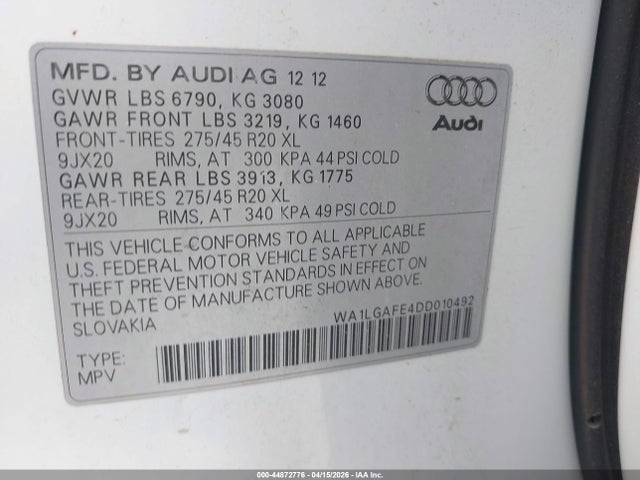 MFD. BY AUDI AG 12 12
GVWR LBS 6790, KG 3080
GAWR FRONT LBS 3219, KG 1460
FRONT-TIRES 275/45 R20 XL
9JX20 RIMS, AT 300 KPA 44 PSI COLD
GAWR REAR LBS 3913, KG 1775
REAR-TIRES 275/45 R20 XL
9JX20 RIMS, AT 340 KPA 49 PSI COLD
Audi
THIS VEHICLE CONFORMS TO ALL APPLICABLE
U.S. FEDERAL MOTOR VEHICLE SAFETY AND
THEFT PREVENTION STANDARDS IN EFFECT ON
THE DATE OF MANUFACTURE SHOWN ABOVE.
SLOVAKIA
WA1LGAFE4DD010492
TYPE:
MPV
000-44872776 - 04/15/2026 - IAA Inc.